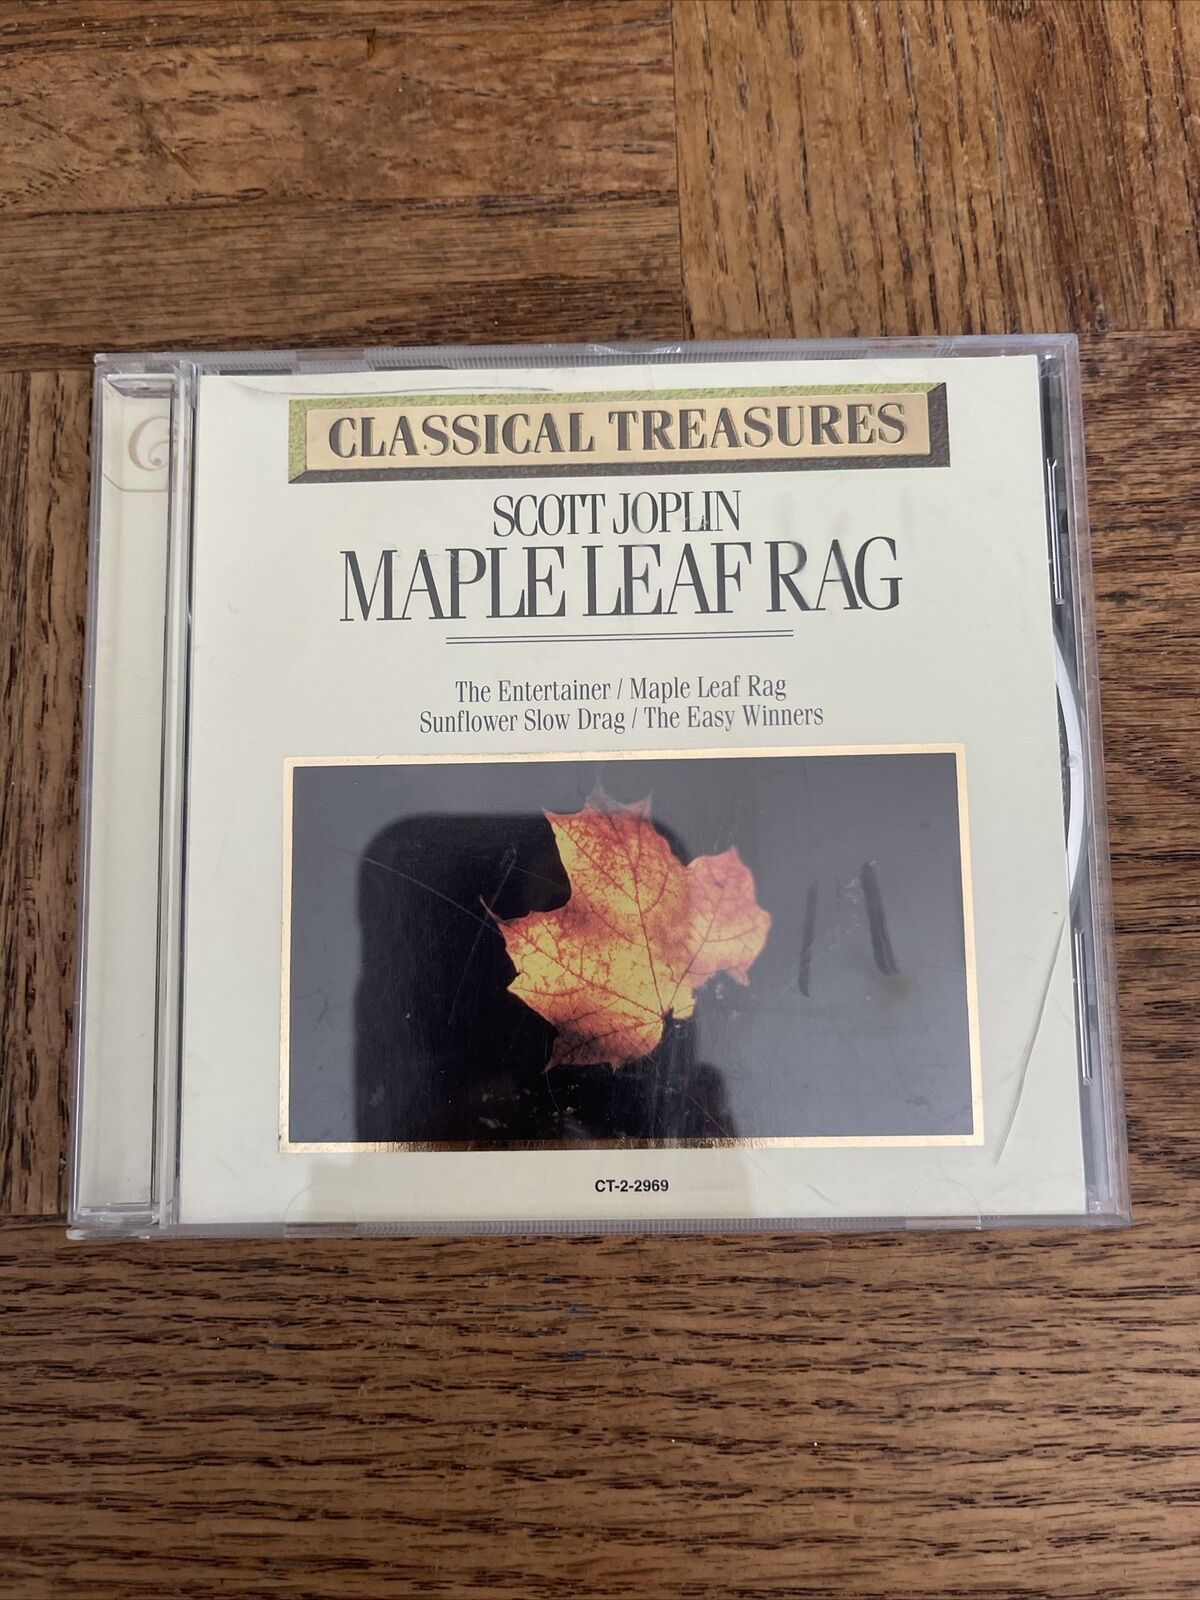 CLASSICAL TREASURES
SCOTT JOPLIN
MAPLE LEAF RAG
The Entertainer / Maple Leaf Rag
Sunflower Slow Drag / The Easy Winners
CT-2-2969